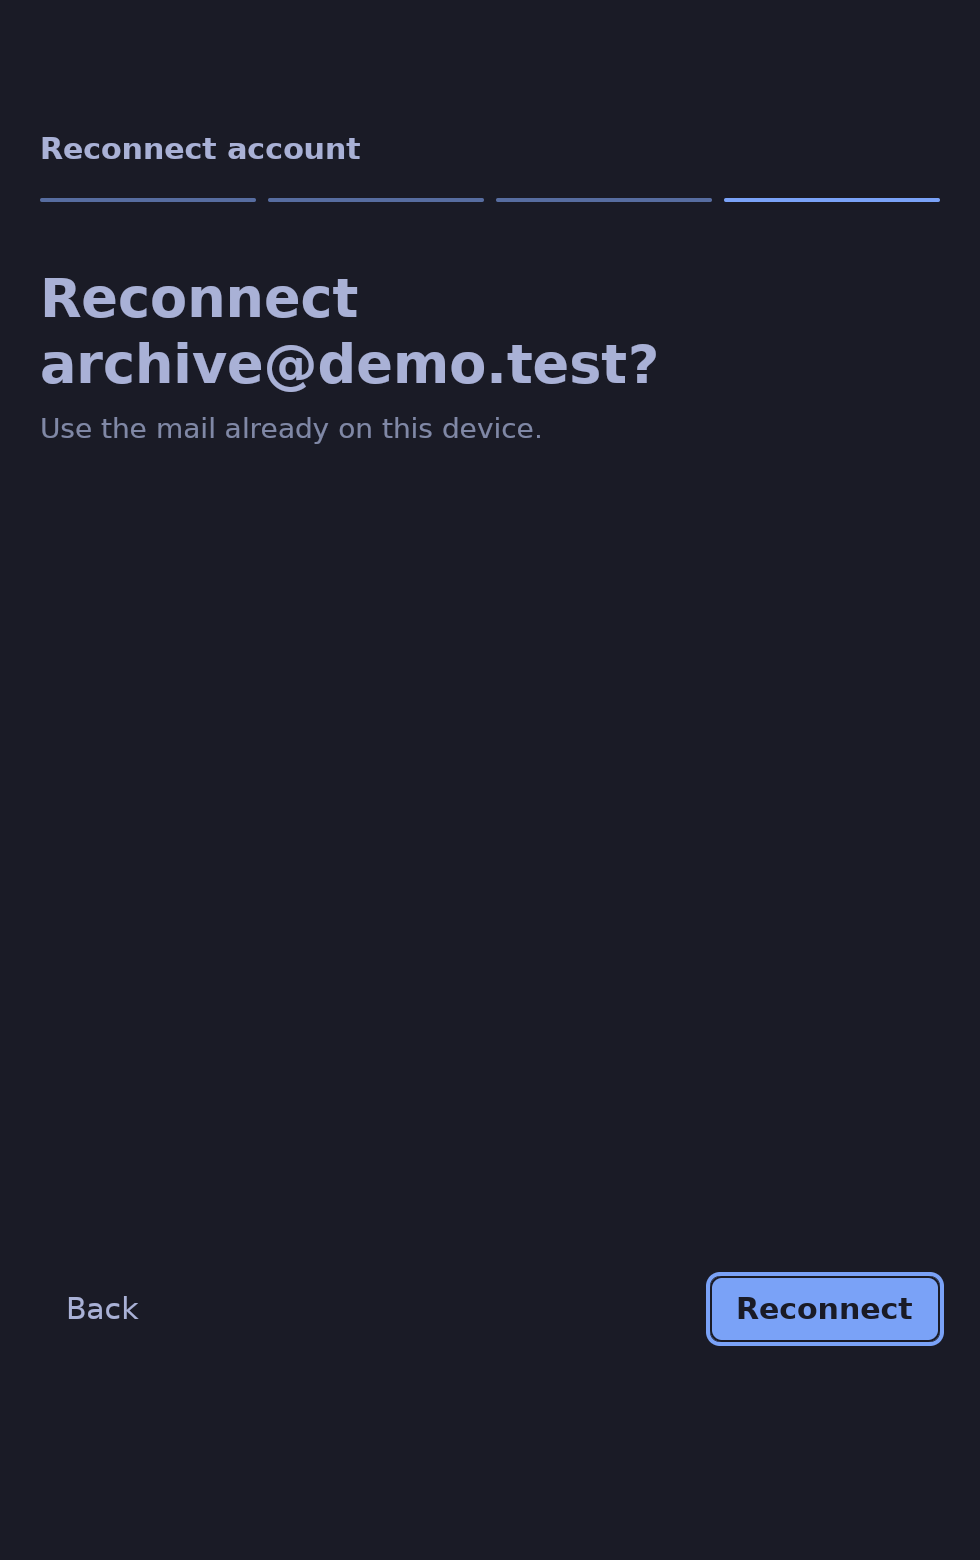 Reconnect account
Reconnect
archive@demo.test?
Use the mail already on this device.
Back
Reconnect